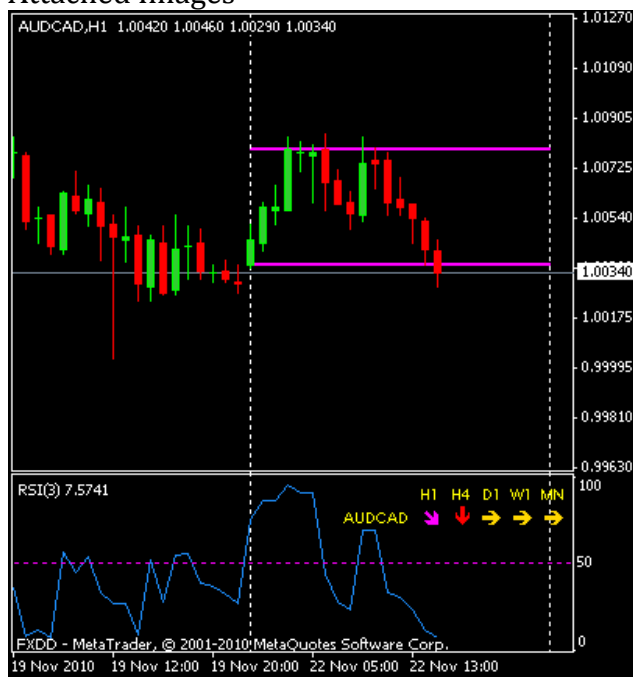 Attached Images
AUDCAD,H1 1.00420 1.00460 1.00290 1.00340
1.01270
1.01090
1.00905
1.00725
1.00540
1.00340
1.00175
0.99995
0.99810
0.99630
RSI(3) 7.5741
100
H1 H4 D1 W1 MN
AUDCAD
50
0
FXDD - MetaTrader, © 2001-2010 MetaQuotes Software Corp.
19 Nov 2010 19 Nov 12:00 19 Nov 20:00 22 Nov 05:00 22 Nov 13:00